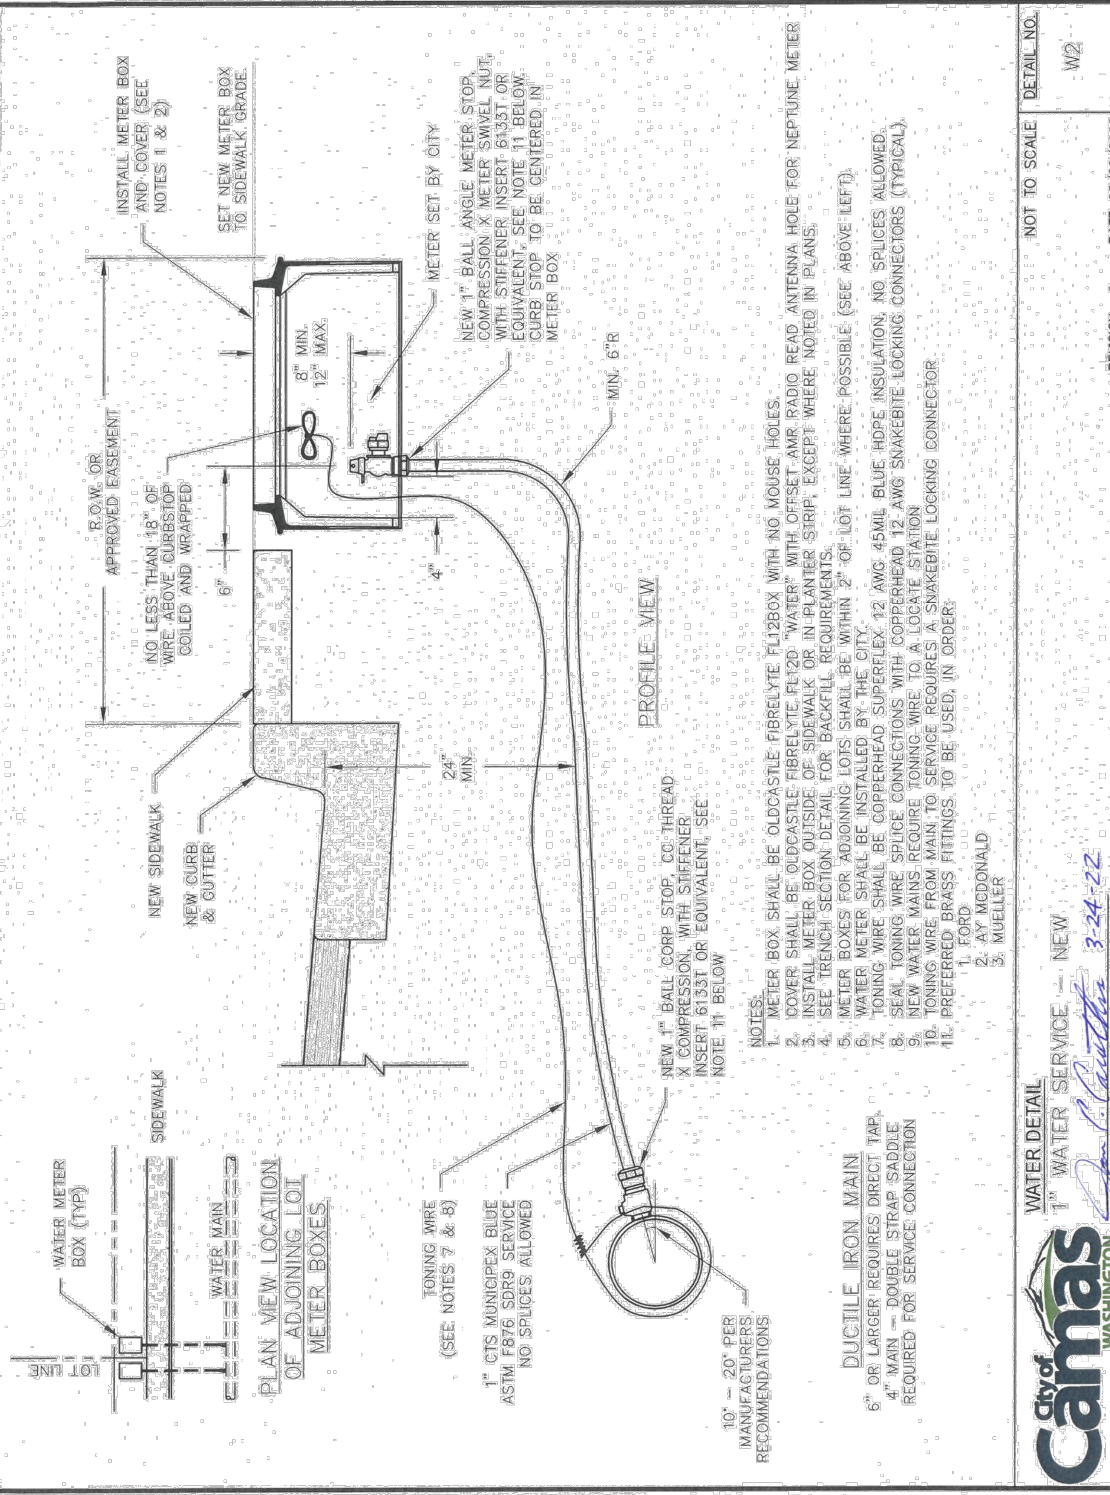 LOT
LINE
WATER METER
BOX (TYP)
SIDEWALK
WATER MAIN
PLAN VIEW LOCATION
OF ADJOINING LOT
METER BOXES
R.O.W. OR
APPROVED EASEMENT
INSTALL METER BOX
AND COVER (SEE
NOTES 1 & 2)
SET NEW METER BOX
TO SIDEWALK GRADE
NO LESS THAN 18" OF
WIRE ABOVE CURBSTOP
COILED AND WRAPPED
6"
8" MIN.
12" MAX.
4"
METER SET BY CITY
NEW 1" BALL ANGLE METER STOP,
COMPRESSION X METER SWIVEL NUT,
WITH STIFFENER INSERT 6133T OR
EQUIVALENT, SEE NOTE 11 BELOW.
CURB STOP TO BE CENTERED IN
METER BOX
MIN. 6"R
NEW SIDEWALK
NEW CURB
& GUTTER
24"
MIN.
PROFILE VIEW
TONING WIRE
(SEE NOTES 7 & 8)
1" CTS MUNICIPEX BLUE
ASTM F876 SDR9 SERVICE
NO SPLICES ALLOWED
NEW 1" BALL CORP STOP, CC THREAD
X COMPRESSION, WITH STIFFENER
INSERT 6133T OR EQUIVALENT, SEE
NOTE 11 BELOW
10° - 20° PER
MANUFACTURERS
RECOMMENDATIONS
DUCTILE IRON MAIN
6" OR LARGER REQUIRES DIRECT TAP.
4" MAIN - DOUBLE STRAP SADDLE
REQUIRED FOR SERVICE CONNECTION
NOTES:
1. METER BOX SHALL BE OLDCASTLE FIBRELYTE FL12BOX WITH NO MOUSE HOLES.
2. COVER SHALL BE OLDCASTLE FIBRELYTE FL12D "WATER" WITH OFFSET AMR RADIO READ ANTENNA HOLE FOR NEPTUNE METER
3. INSTALL METER BOX OUTSIDE OF SIDEWALK OR IN PLANTER STRIP, EXCEPT WHERE NOTED IN PLANS.
4. SEE TRENCH SECTION DETAIL FOR BACKFILL REQUIREMENTS.
5. METER BOXES FOR ADJOINING LOTS SHALL BE WITHIN 2" OF LOT LINE WHERE POSSIBLE (SEE ABOVE LEFT).
6. WATER METER SHALL BE INSTALLED BY THE CITY.
7. TONING WIRE SHALL BE COPPERHEAD SUPERFLEX 12 AWG 45MIL BLUE HDPE INSULATION, NO SPLICES ALLOWED.
8. SEAL TONING WIRE SPLICE CONNECTIONS WITH COPPERHEAD 12 AWG SNAKEBITE LOCKING CONNECTORS (TYPICAL).
9. NEW WATER MAINS REQUIRE TONING WIRE TO A LOCATE STATION
10. TONING WIRE FROM MAIN TO SERVICE REQUIRES A SNAKEBITE LOCKING CONNECTOR
11. PREFERRED BRASS FITTINGS TO BE USED, IN ORDER:
1. FORD
2. AY MCDONALD
3. MUELLER
City of
Camas
WASHINGTON
WATER DETAIL
1" WATER SERVICE - NEW
3-24-22
NOT TO SCALE
DETAIL NO.
W2